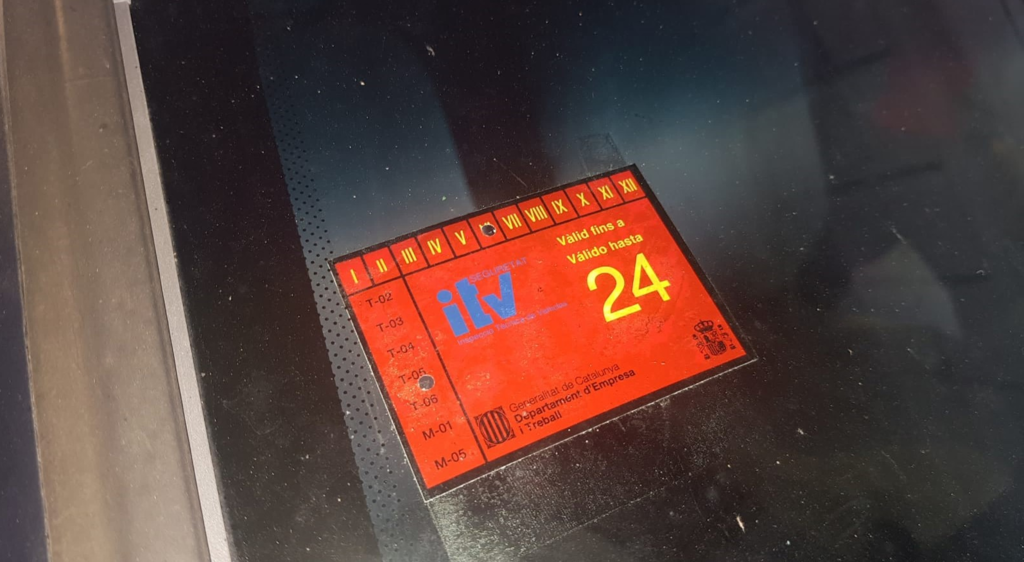 I II III IV V VII VIII IX X XI XII
T-02
T-03
T-04
T-05
T-06
M-01
M-05
SEGURETAT
itv
Vàlid fins a
Válido hasta
24
Generalitat de Catalunya
Departament d'Empresa
i Treball